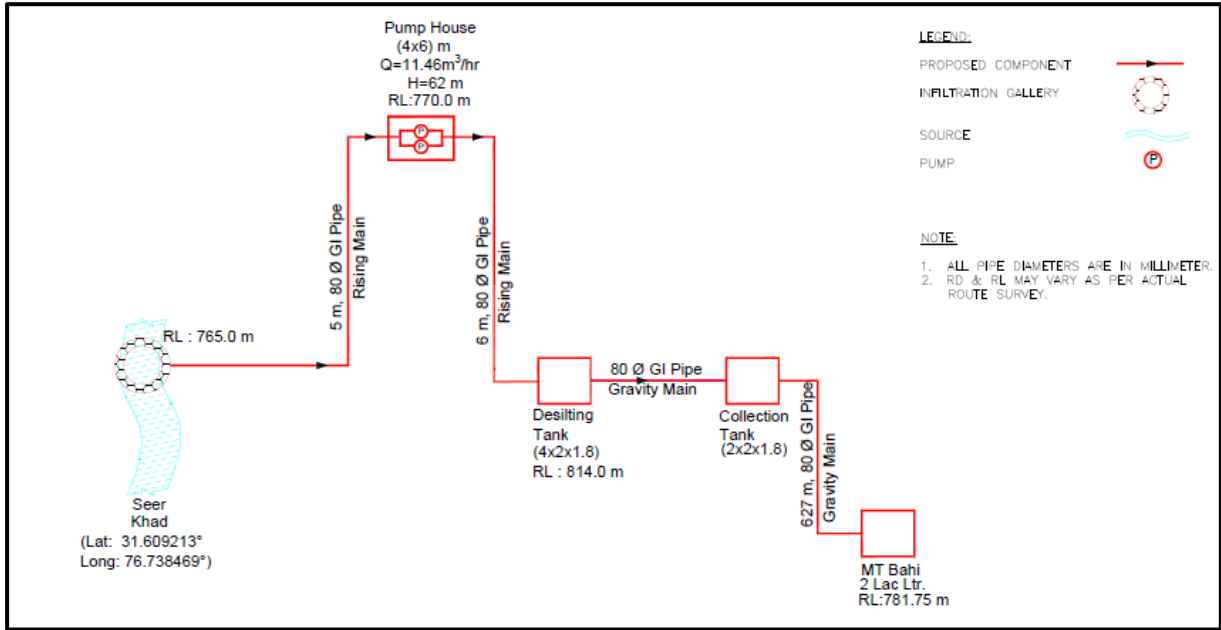 Pump House
(4x6) m
Q=11.46m³/hr
H=62 m
RL:770.0 m
P
P
5 m, 80 Ø GI Pipe
Rising Main
6 m, 80 Ø GI Pipe
Rising Main
RL : 765.0 m
Seer
Khad
(Lat: 31.609213°
Long: 76.738469°)
80 Ø GI Pipe
Gravity Main
Desilting
Tank
(4x2x1.8)
RL : 814.0 m
Collection
Tank
(2x2x1.8)
627 m, 80 Ø GI Pipe
Gravity Main
MT Bahi
2 Lac Ltr.
RL:781.75 m
LEGEND:
PROPOSED COMPONENT
INFILTRATION GALLERY
SOURCE
PUMP
P
NOTE:
1. ALL PIPE DIAMETERS ARE IN MILLIMETER.
2. RD & RL MAY VARY AS PER ACTUAL
ROUTE SURVEY.